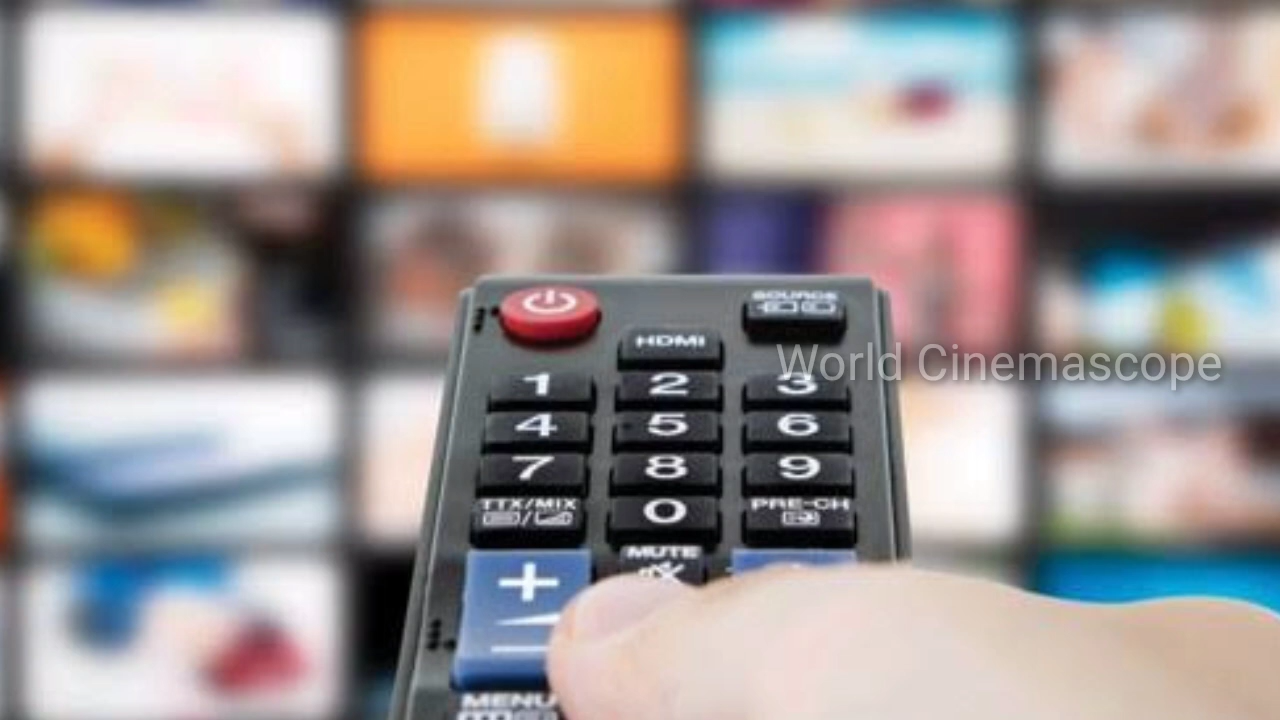 SOURCE
HDMI
World Cinemascope
1 2 3
4 5 6
7 8 9
TTX/MIX 0 PRE-CH
MUTE
+
−
MENU